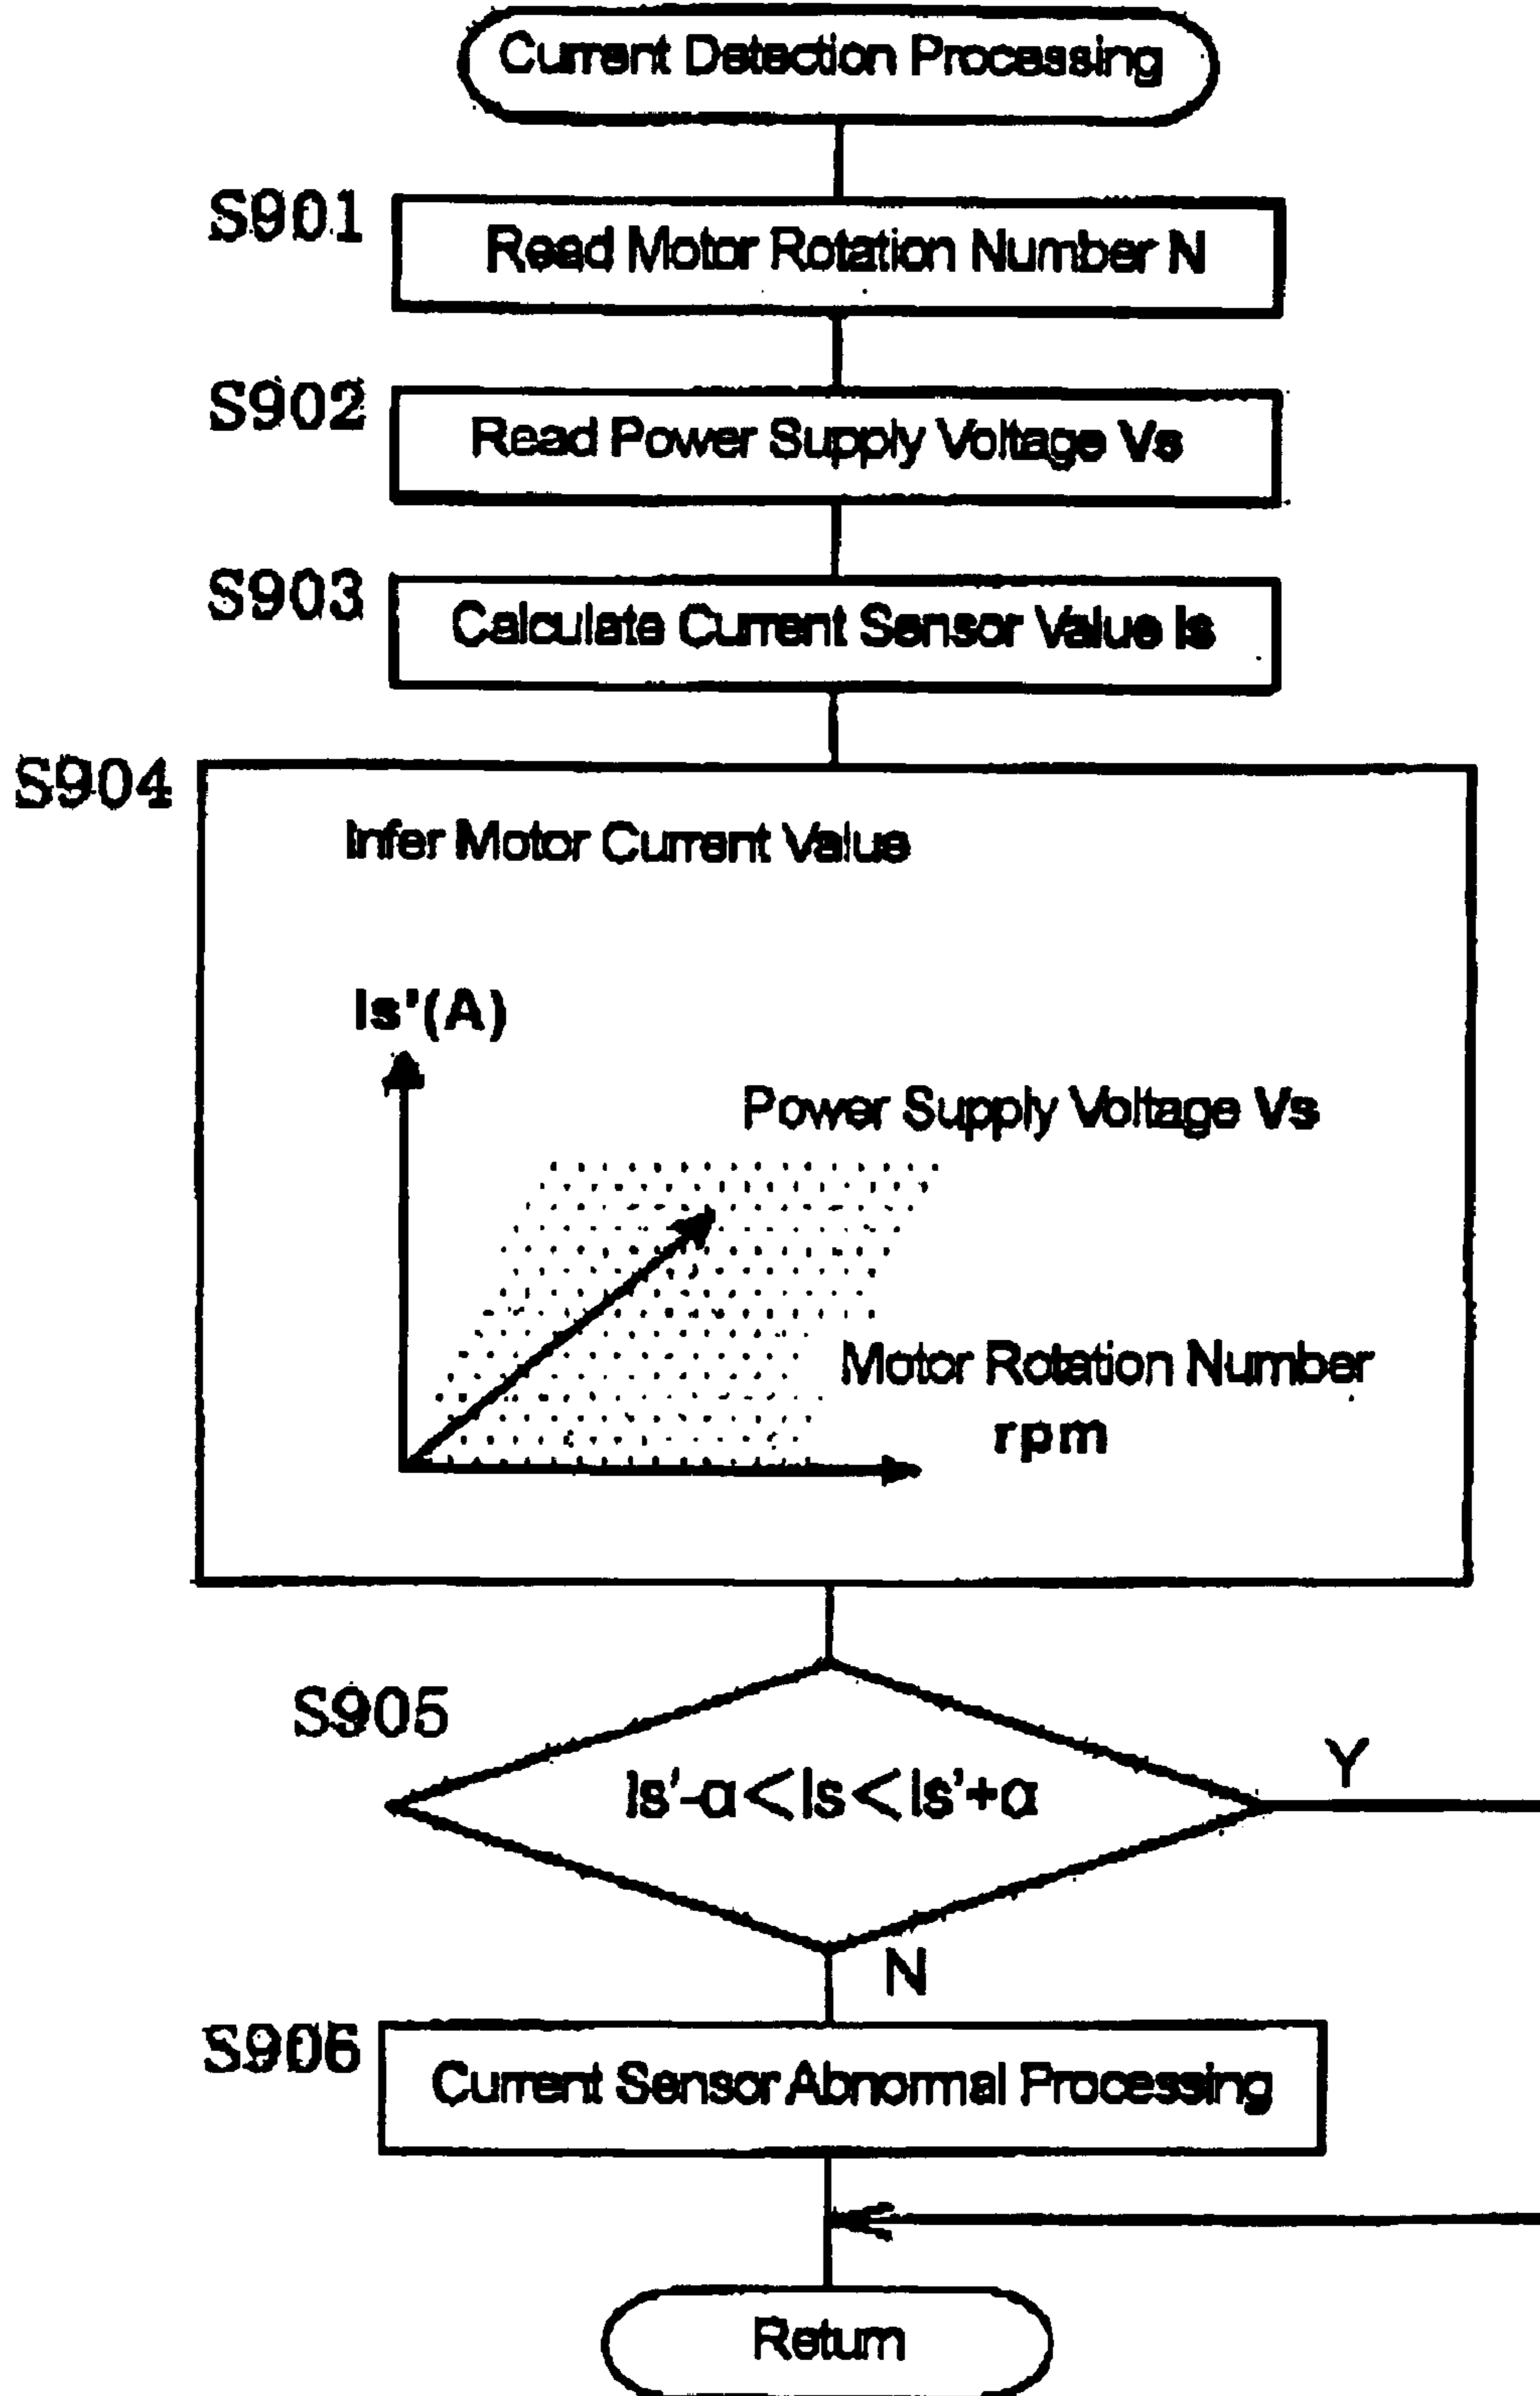 Current Detection Processing
S901
Read Motor Rotation Number N
S902
Read Power Supply Voltage Vs
S903
Calculate Current Sensor Value Is
S904
Infer Motor Current Value
Is'(A)
Power Supply Voltage Vs
Motor Rotation Number
rpm
S905
Is'-α<Is<Is'+α
Y
N
S906
Current Sensor Abnormal Processing
Return